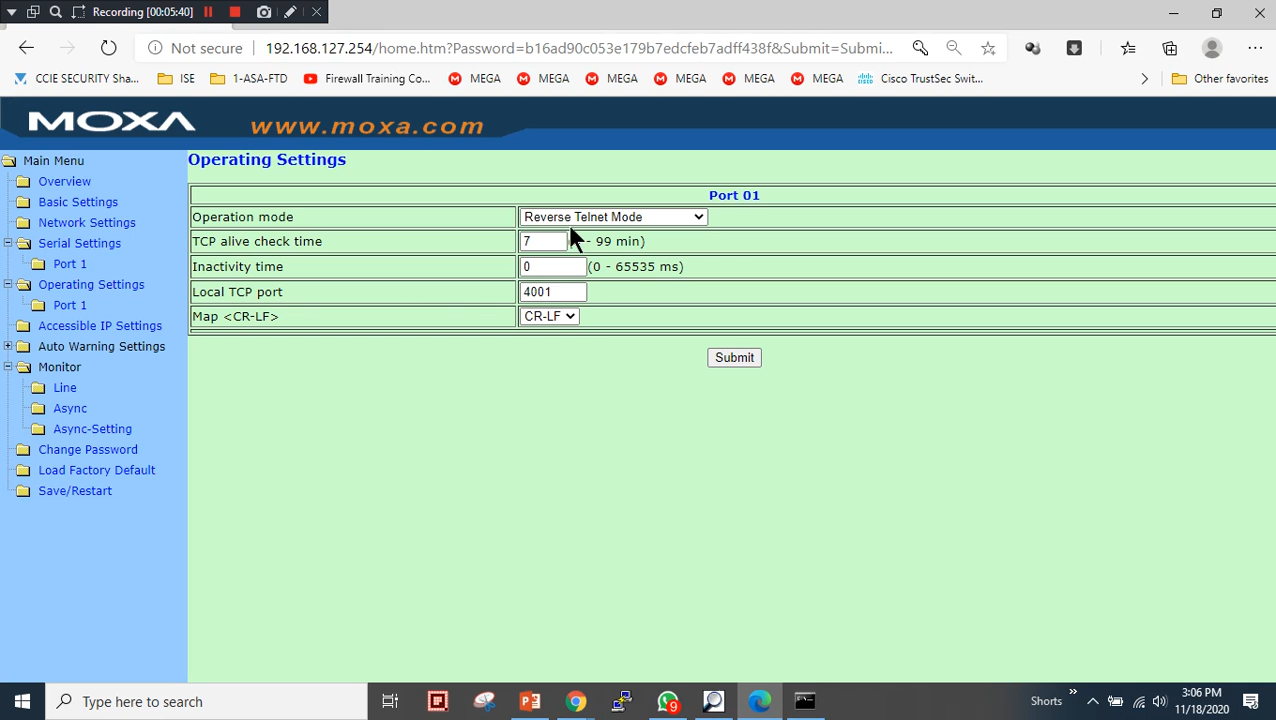 Recording [00:05:40]
Not secure 192.168.127.254/home.htm?Password=b16ad90c053e179b7edcfeb7adff43df&Submit=Submi...
CCIE SECURITY Sha... ISE 1-ASA-FTD Firewall Training Co... MEGA MEGA MEGA MEGA MEGA MEGA Cisco TrustSec Swit... Other favorites
MOXA www.moxa.com
Main Menu
Overview
Basic Settings
Network Settings
Serial Settings
Port 1
Operating Settings
Port 1
Accessible IP Settings
Auto Warning Settings
Monitor
Line
Async
Async-Setting
Change Password
Load Factory Default
Save/Restart
Operating Settings
Port 01
Operation mode Reverse Telnet Mode
TCP alive check time 7 - 99 min)
Inactivity time 0 (0 - 65535 ms)
Local TCP port 4001
Map <CR-LF> CR-LF
Submit
Type here to search
9
Shorts
3:06 PM
11/18/2020